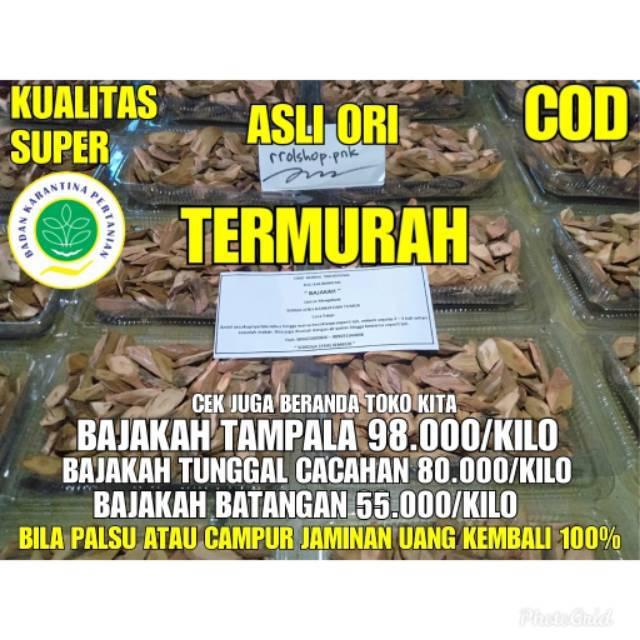 KUALITAS
SUPER
ASLI ORI
COD
rrolshop.pnk
BADAN KARANTINA PERTANIAN
TERMURAH
" BAJAKAH "
CEK JUGA BERANDA TOKO KITA
BAJAKAH TAMPALA 98.000/KILO
BAJAKAH TUNGGAL CACAHAN 80.000/KILO
BAJAKAH BATANGAN 55.000/KILO
BILA PALSU ATAU CAMPUR JAMINAN UANG KEMBALI 100%
PhotoGrid